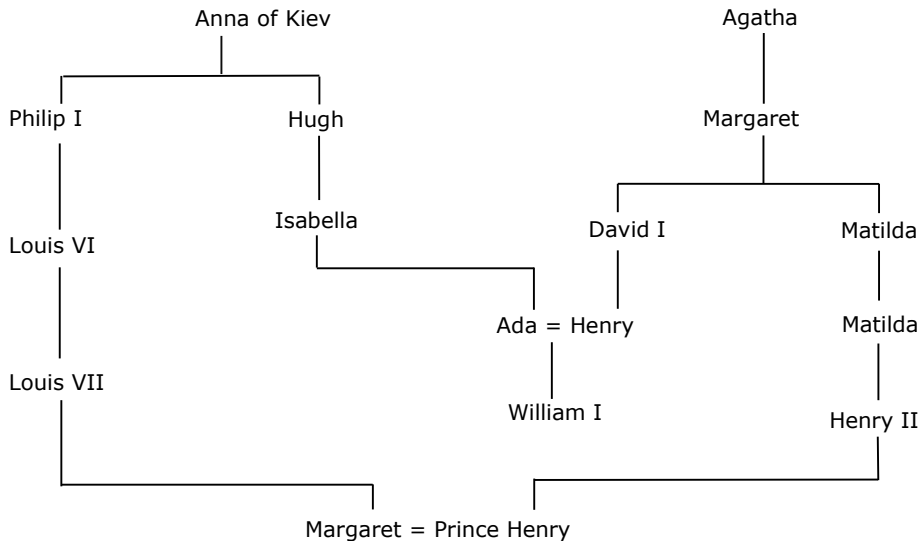 Anna of Kiev
Agatha
Philip I
Hugh
Margaret
Isabella
David I
Matilda
Louis VI
Ada = Henry
Matilda
Louis VII
William I
Henry II
Margaret = Prince Henry